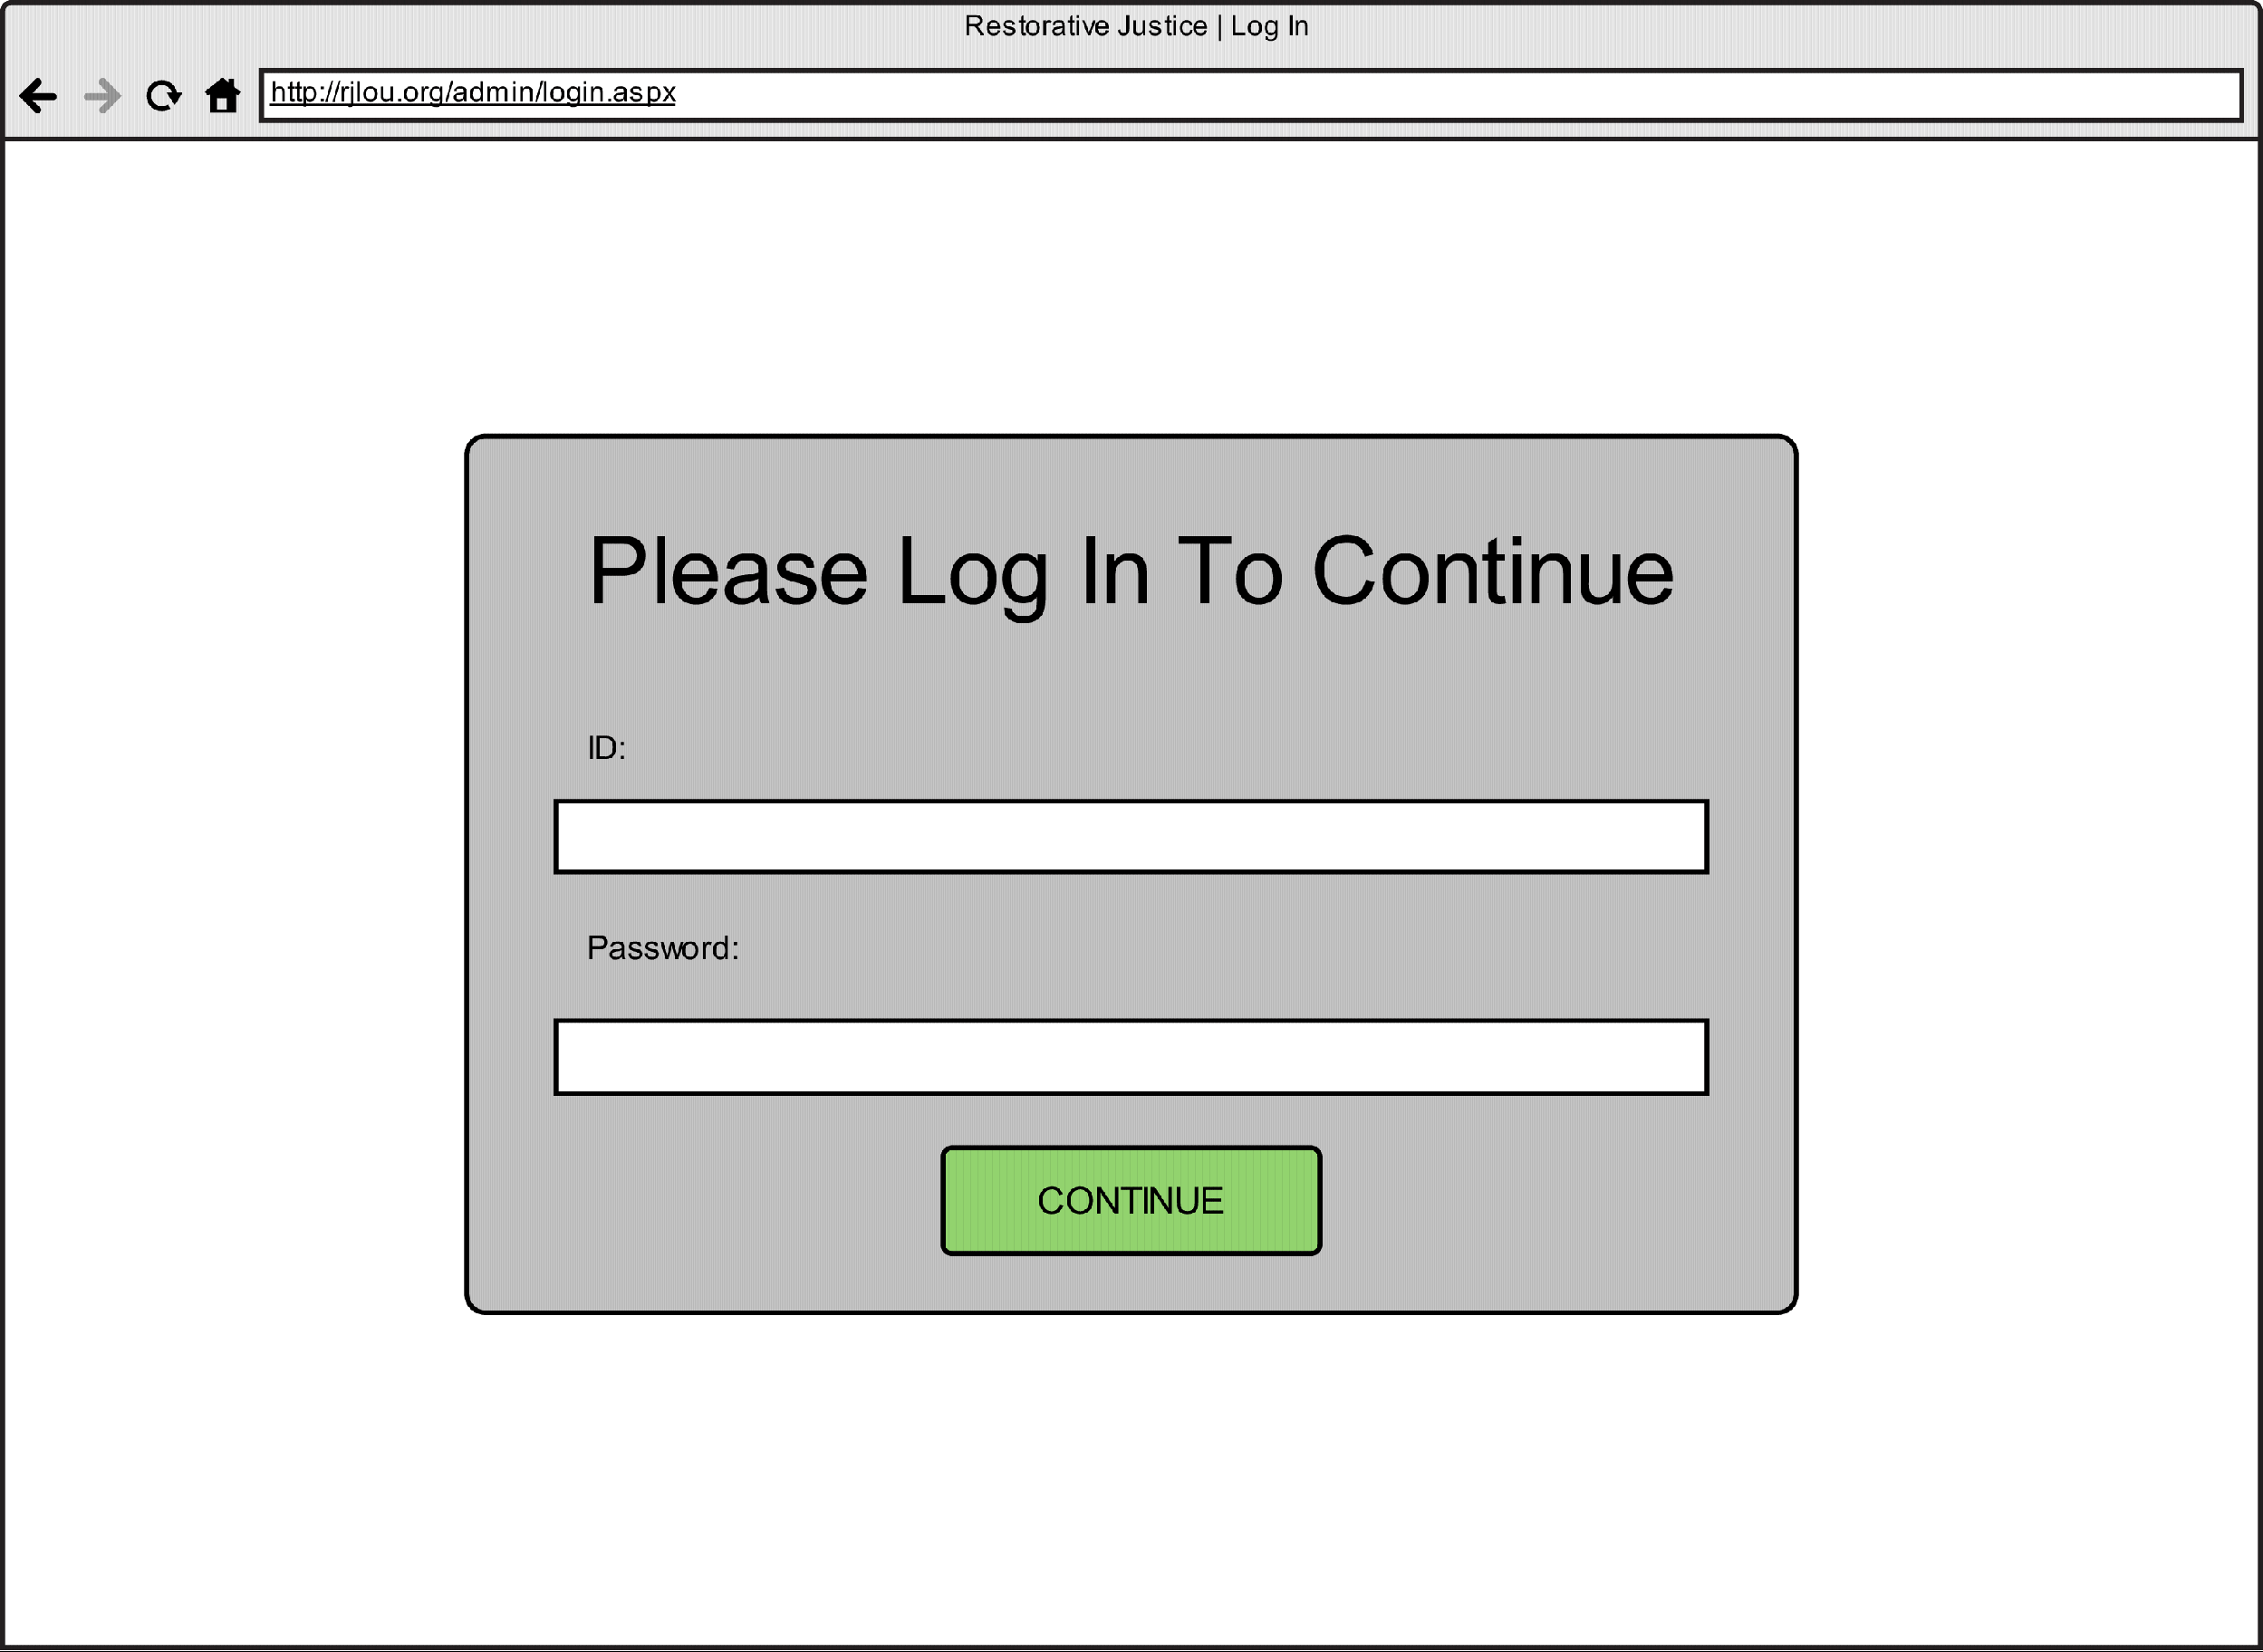 Restorative Justice | Log In
http://rjlou.org/admin/login.aspx
Please Log In To Continue
ID:
Password:
CONTINUE